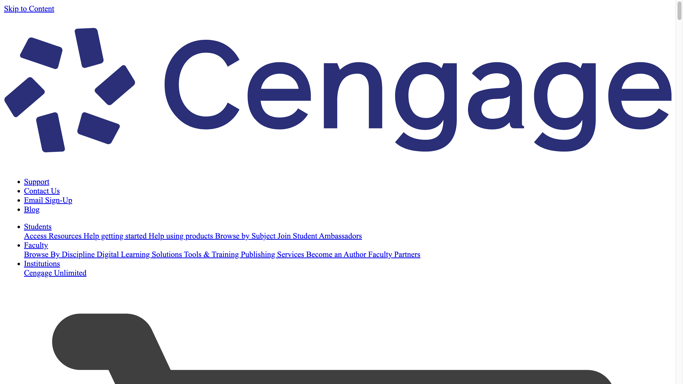 Skip to Content
Cengage
Support
Contact Us
Email Sign-Up
Blog
Students
Access Resources Help getting started Help using products Browse by Subject Join Student Ambassadors
Faculty
Browse By Discipline Digital Learning Solutions Tools & Training Publishing Services Become an Author Faculty Partners
Institutions
Cengage Unlimited